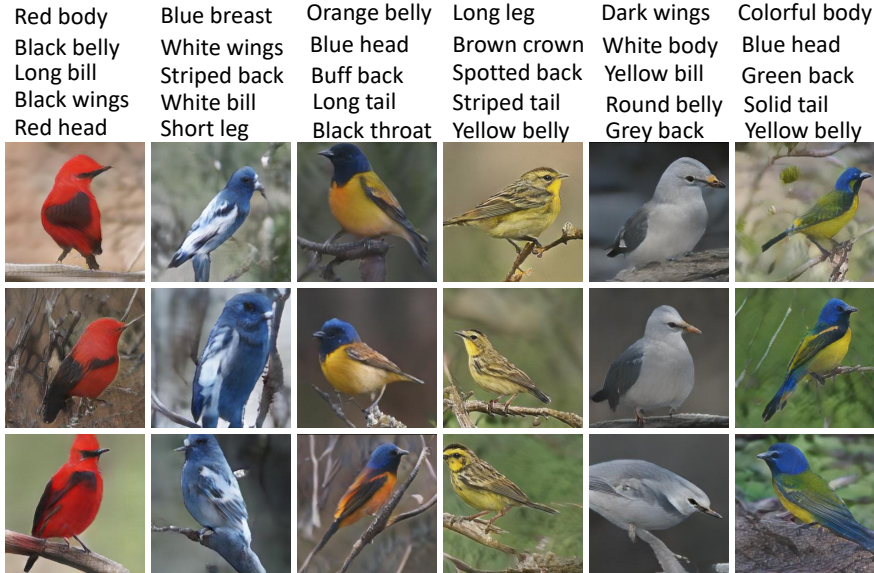 Red body
Black belly
Long bill
Black wings
Red head
Blue breast
White wings
Striped back
White bill
Short leg
Orange belly
Blue head
Buff back
Long tail
Black throat
Long leg
Brown crown
Spotted back
Striped tail
Yellow belly
Dark wings
White body
Yellow bill
Round belly
Grey back
Colorful body
Blue head
Green back
Solid tail
Yellow belly